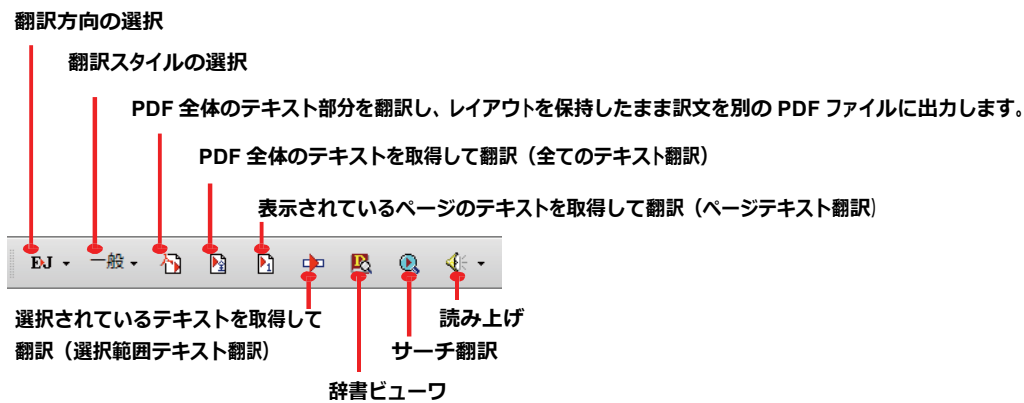 翻訳方向の選択
翻訳スタイルの選択
PDF 全体のテキスト部分を翻訳し、レイアウトを保持したまま訳文を別の PDF ファイルに出力します。
PDF 全体のテキストを取得して翻訳（全てのテキスト翻訳）
表示されているページのテキストを取得して翻訳（ページテキスト翻訳）
EJ 一般 全 1 P
選択されているテキストを取得して
翻訳（選択範囲テキスト翻訳）
読み上げ
サーチ翻訳
辞書ビューワ